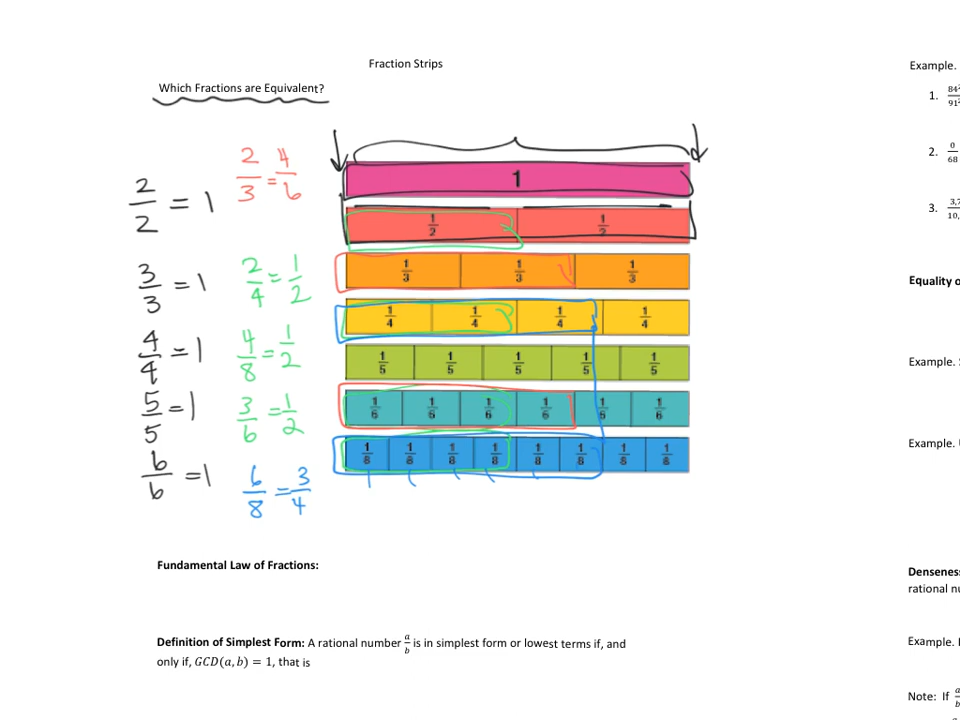 Fraction Strips
Which Fractions are Equivalent?
2/2 = 1
3/3 = 1
4/4 = 1
5/5 = 1
6/6 = 1
2/3 = 4/6
2/4 = 1/2
4/8 = 1/2
3/6 = 1/2
6/8 = 3/4
1
1/2 1/2
1/3 1/3 1/3
1/4 1/4 1/4 1/4
1/5 1/5 1/5 1/5 1/5
1/6 1/6 1/6 1/6 1/6 1/6
1/8 1/8 1/8 1/8 1/8 1/8 1/8 1/8
Fundamental Law of Fractions:
Definition of Simplest Form: A rational number a/b is in simplest form or lowest terms if, and
only if, GCD(a, b) = 1, that is
Example.
1.
2. 0/68
3.
Equality o
Example.
Example.
Denseness
rational nu
Example.
Note: If